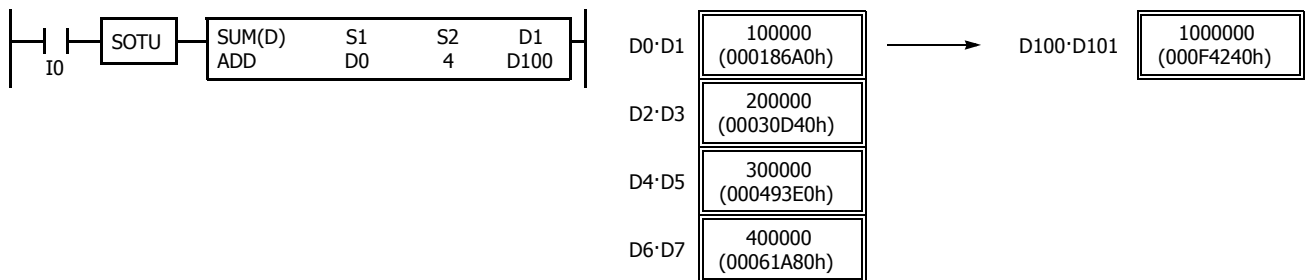 I0
SOTU
SUM(D) S1 S2 D1
ADD D0 4 D100
D0·D1
100000
(000186A0h)
D100·D101
1000000
(000F4240h)
D2·D3
200000
(00030D40h)
D4·D5
300000
(000493E0h)
D6·D7
400000
(00061A80h)